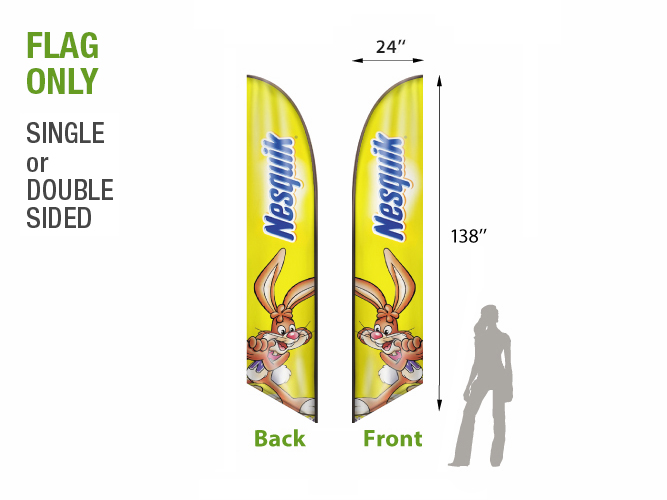 FLAG
ONLY
SINGLE
or
DOUBLE
SIDED
24’’
138’’
Nesquik
Nesquik
Back
Front